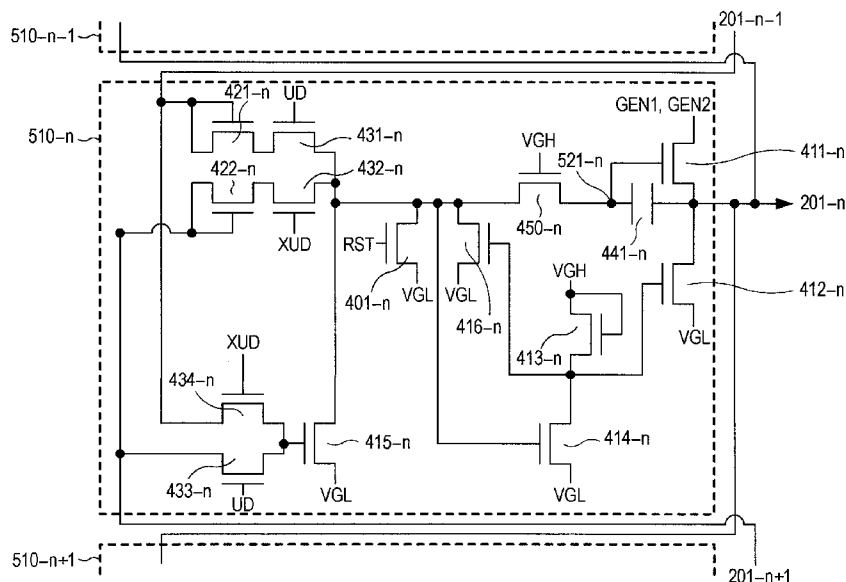 510–n–1
201–n–1
421–n
UD
GEN1, GEN2
510–n
431–n
VGH
411–n
422–n
432–n
521–n
201–n
450–n
441–n
XUD
RST
VGL
VGL
VGH
412–n
401–n
416–n
VGL
413–n
XUD
434–n
415–n
414–n
433–n
VGL
VGL
UD
510–n+1
201–n+1